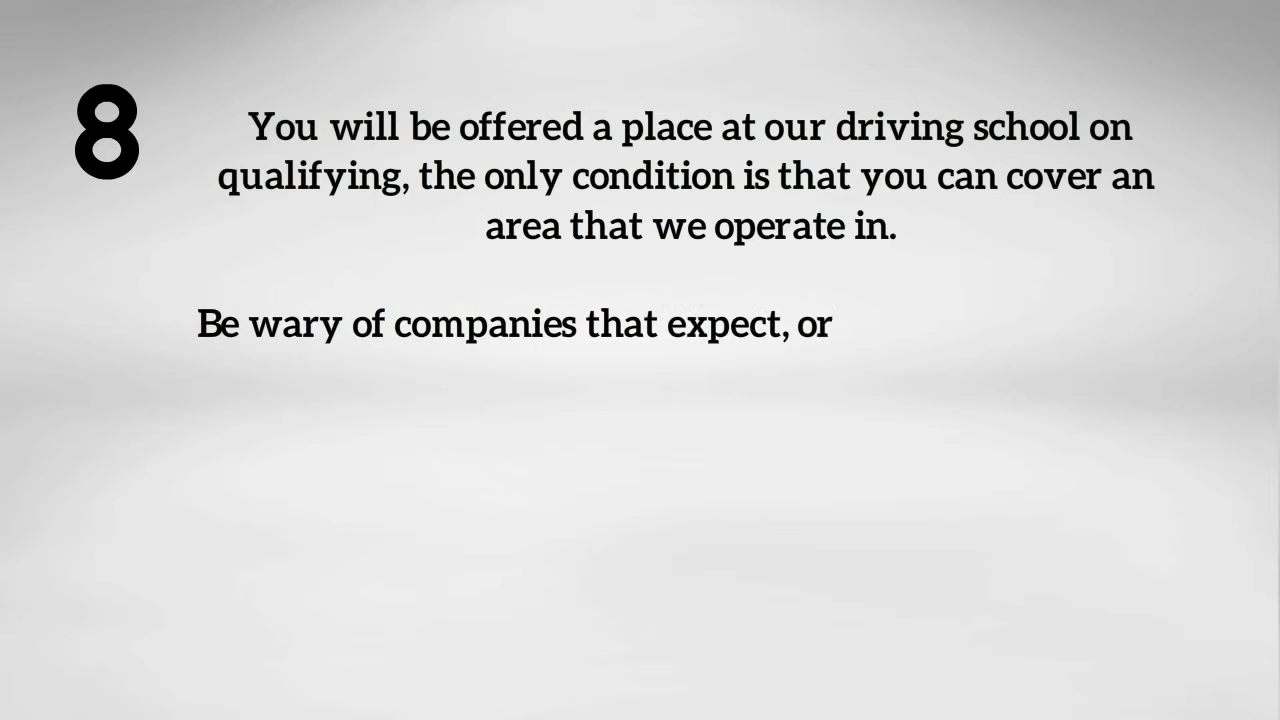 8
You will be offered a place at our driving school on
qualifying, the only condition is that you can cover an
area that we operate in.
Be wary of companies that expect, or